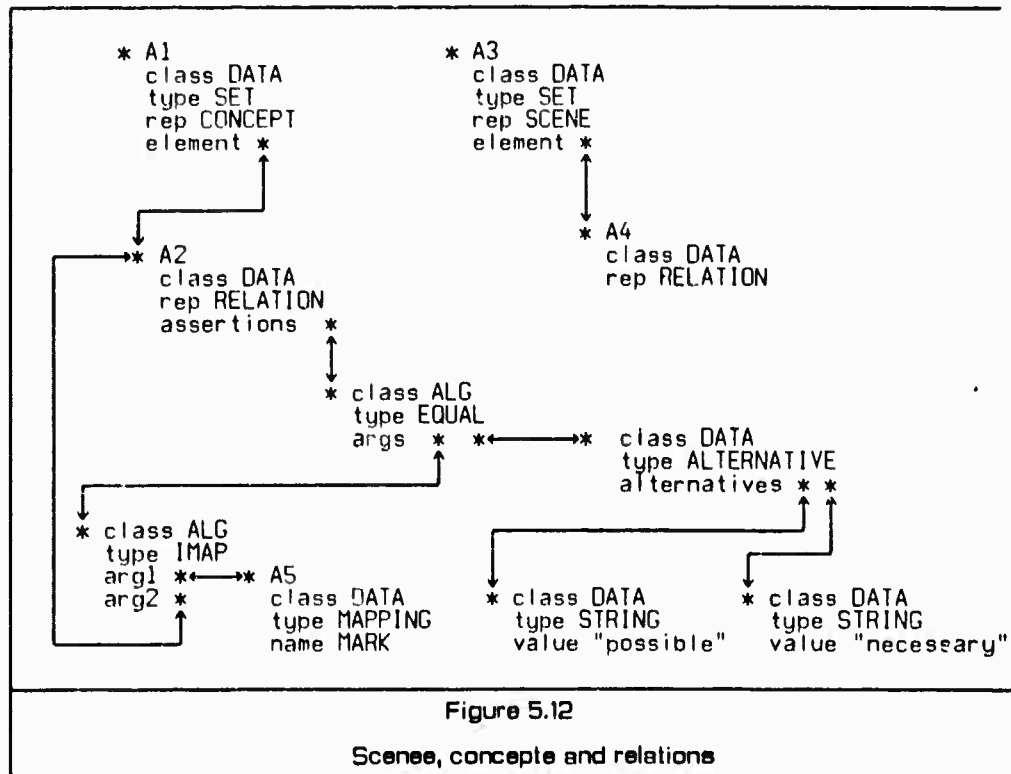 * A1
class DATA
type SET
rep CONCEPT
element *
* A3
class DATA
type SET
rep SCENE
element *
* A4
class DATA
rep RELATION
* A2
class DATA
rep RELATION
assertions *
* class ALG
type EQUAL
args * *
* class DATA
type ALTERNATIVE
alternatives * *
* class ALG
type IMAP
arg1 *
arg2 *
* A5
class DATA
type MAPPING
name MARK
* class DATA
type STRING
value "possible"
* class DATA
type STRING
value "necessary"
Figure 5.12
Scenee, concepte and relations